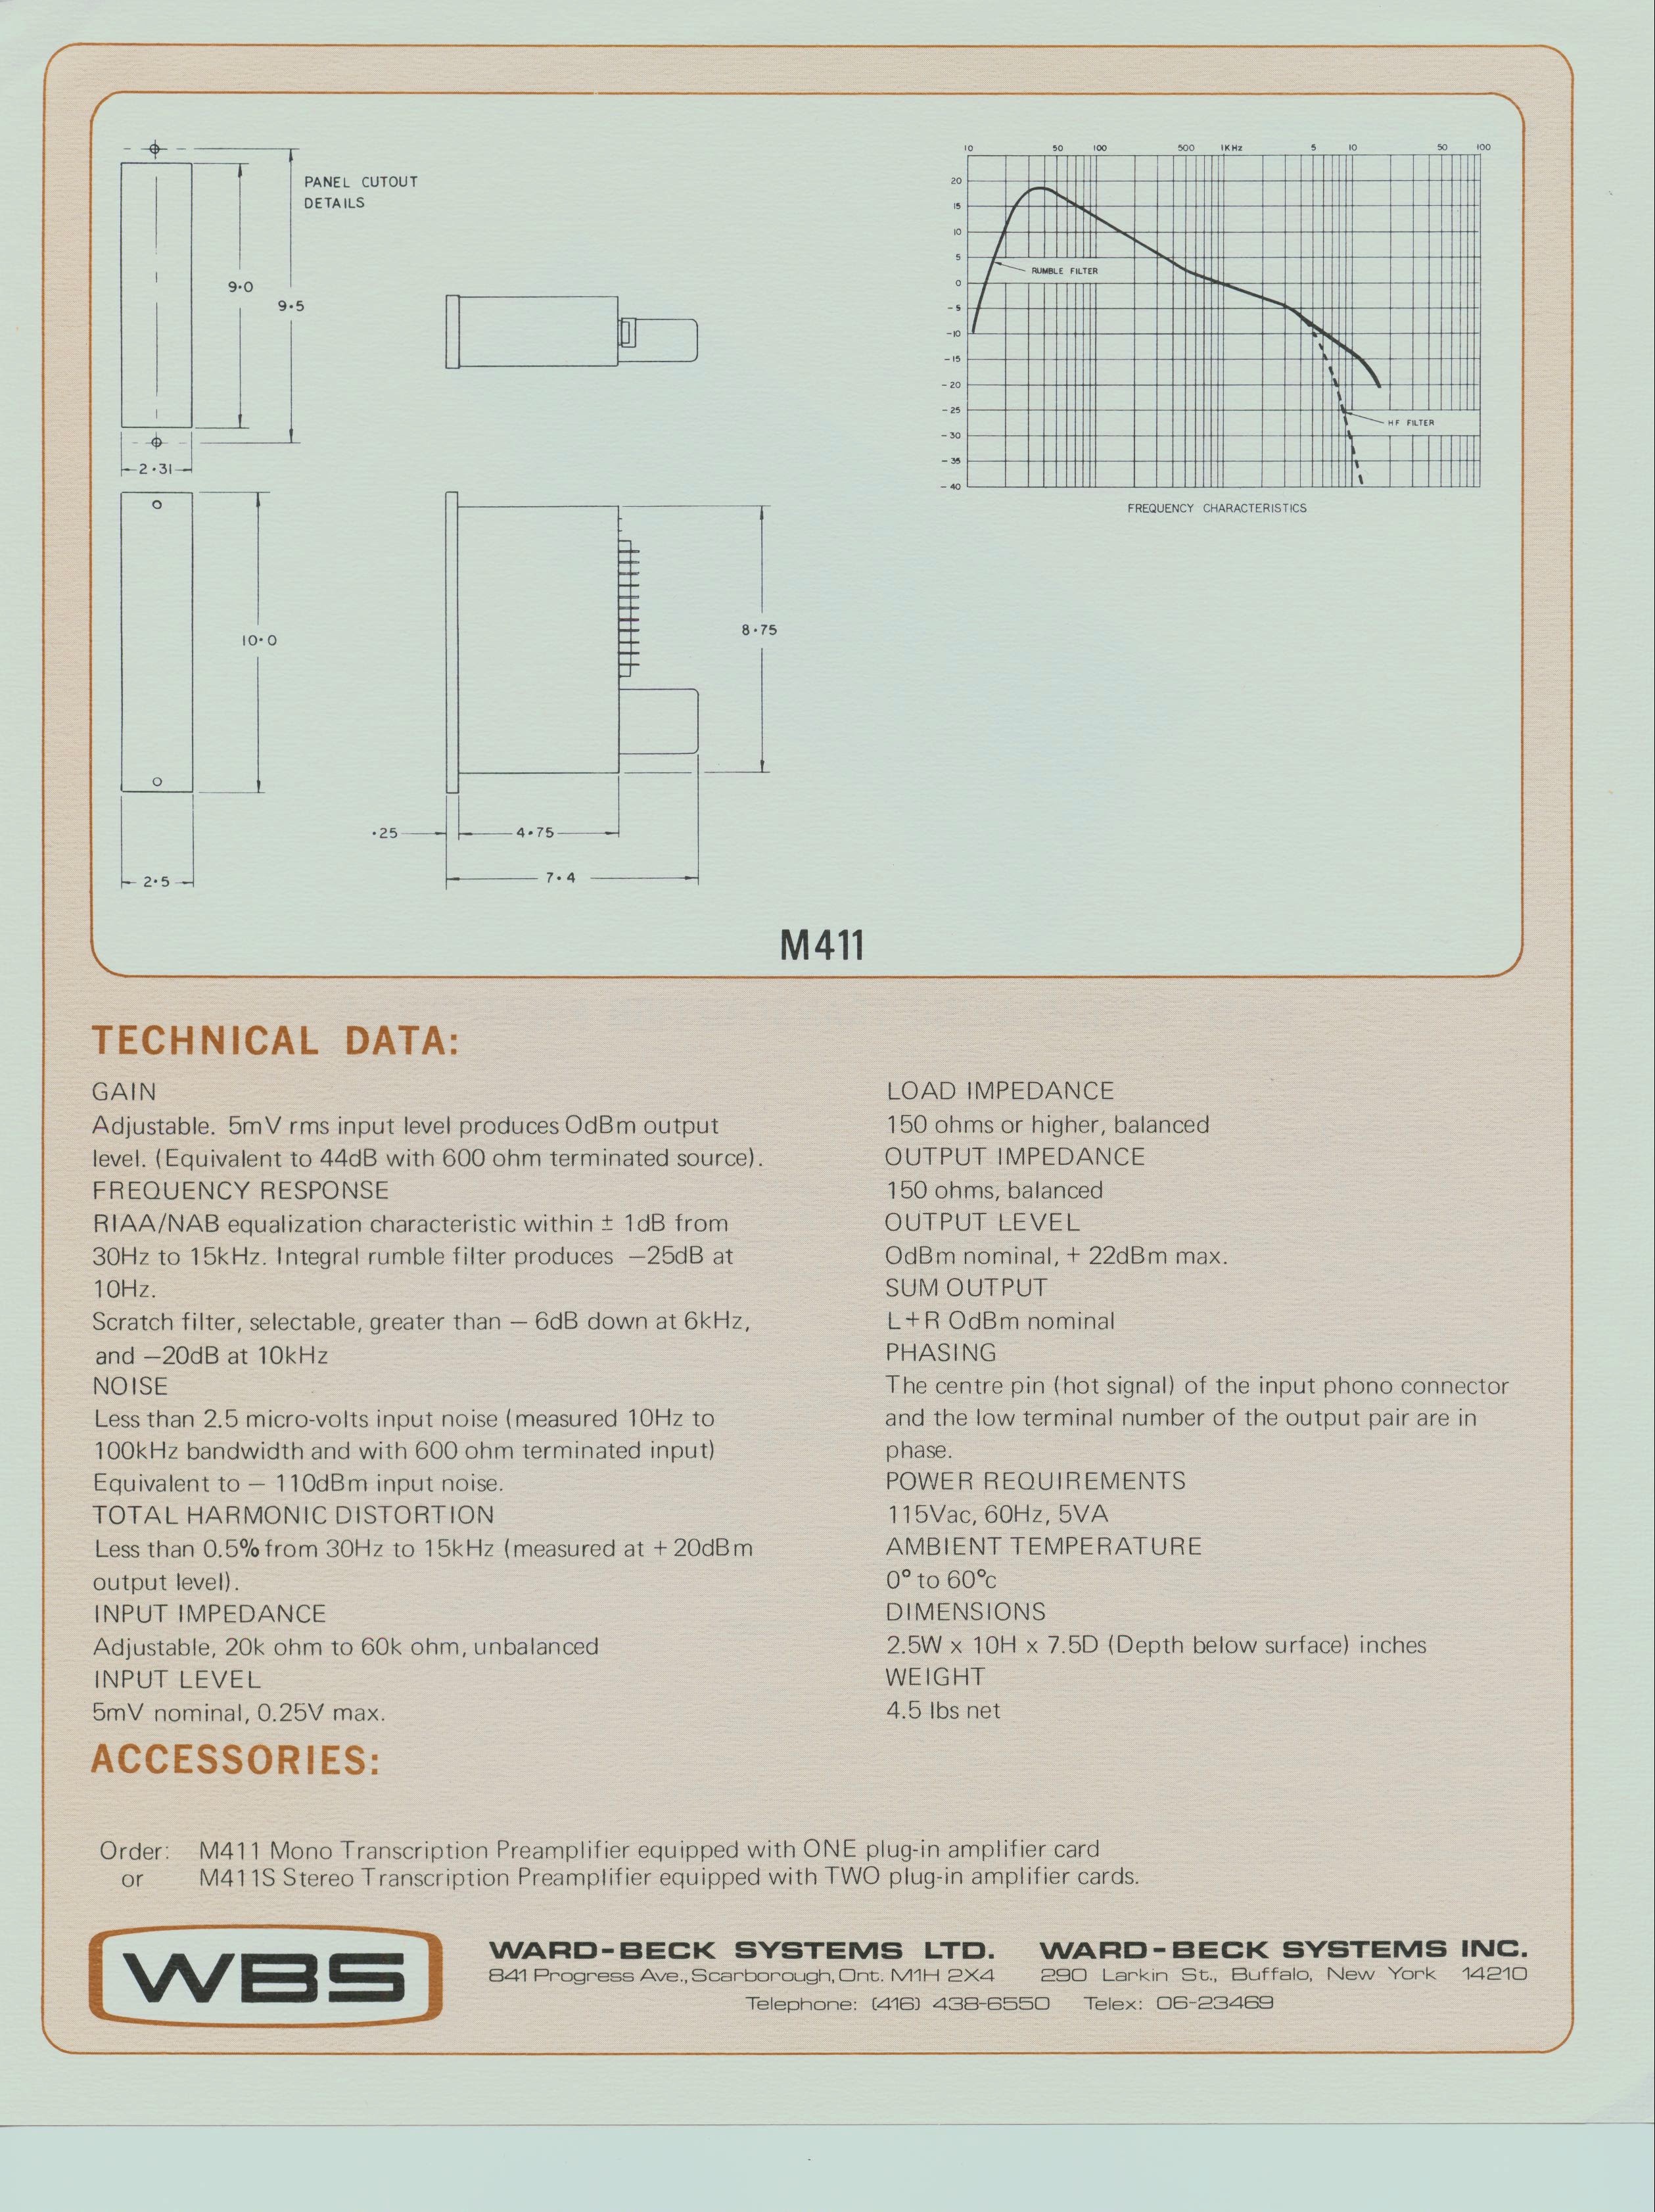 PANEL CUTOUT
DETAILS
9.0
9.5
2.31
10.0
2.5
8.75
.25
4.75
7.4
10 50 100 500 1KHz 5 10 50 100
20
15
10
5
0
-5
-10
-15
-20
-25
-30
-35
-40
RUMBLE FILTER
HF FILTER
FREQUENCY CHARACTERISTICS
M411
TECHNICAL DATA:
GAIN
Adjustable. 5mV rms input level produces 0dBm output
level. (Equivalent to 44dB with 600 ohm terminated source).
FREQUENCY RESPONSE
RIAA/NAB equalization characteristic within ± 1dB from
30Hz to 15kHz. Integral rumble filter produces −25dB at
10Hz.
Scratch filter, selectable, greater than − 6dB down at 6kHz,
and −20dB at 10kHz
NOISE
Less than 2.5 micro-volts input noise (measured 10Hz to
100kHz bandwidth and with 600 ohm terminated input)
Equivalent to − 110dBm input noise.
TOTAL HARMONIC DISTORTION
Less than 0.5% from 30Hz to 15kHz (measured at + 20dBm
output level).
INPUT IMPEDANCE
Adjustable, 20k ohm to 60k ohm, unbalanced
INPUT LEVEL
5mV nominal, 0.25V max.
LOAD IMPEDANCE
150 ohms or higher, balanced
OUTPUT IMPEDANCE
150 ohms, balanced
OUTPUT LEVEL
0dBm nominal, + 22dBm max.
SUM OUTPUT
L+R 0dBm nominal
PHASING
The centre pin (hot signal) of the input phono connector
and the low terminal number of the output pair are in
phase.
POWER REQUIREMENTS
115Vac, 60Hz, 5VA
AMBIENT TEMPERATURE
0° to 60°c
DIMENSIONS
2.5W x 10H x 7.5D (Depth below surface) inches
WEIGHT
4.5 lbs net
ACCESSORIES:
Order: M411 Mono Transcription Preamplifier equipped with ONE plug-in amplifier card
or M411S Stereo Transcription Preamplifier equipped with TWO plug-in amplifier cards.
WBS
WARD-BECK SYSTEMS LTD. WARD-BECK SYSTEMS INC.
841 Progress Ave., Scarborough, Ont. M1H 2X4 290 Larkin St., Buffalo, New York 14210
Telephone: (416) 438-6550 Telex: 06-23469